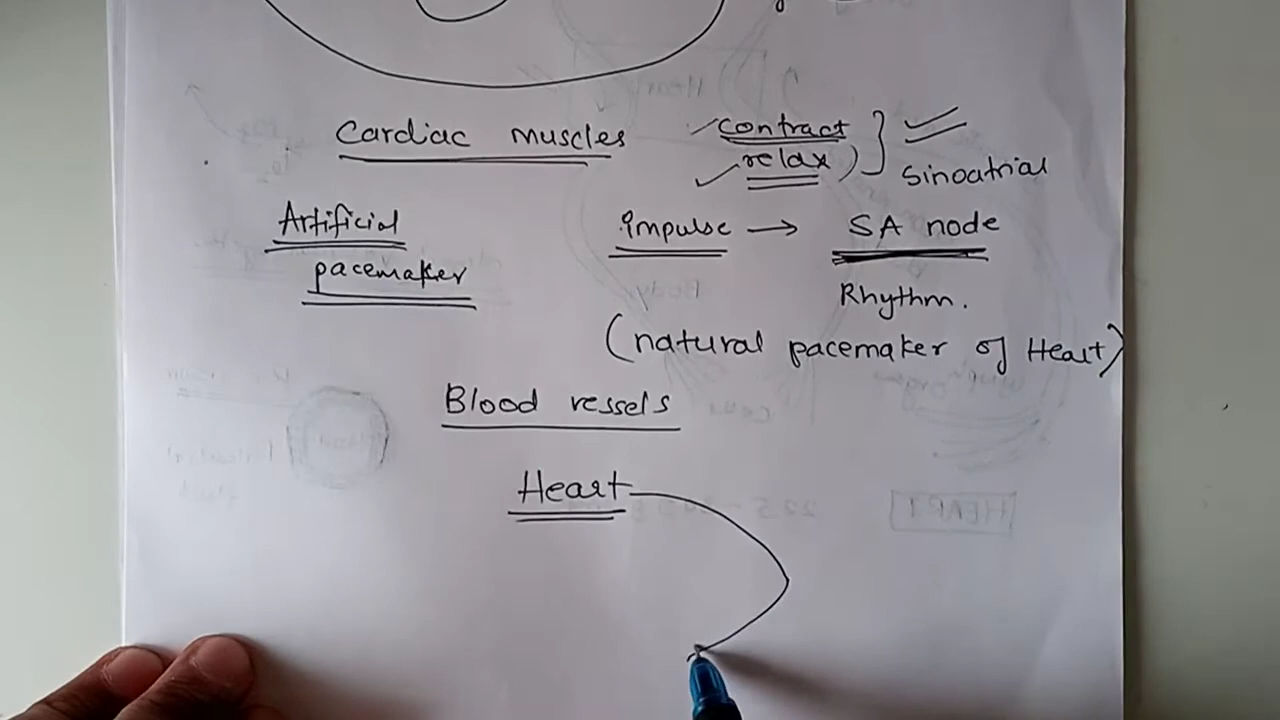 Cardiac muscles contract
relax
Sinoatrial
Artificial
pacemaker
impulse → SA node
Rhythm.
(natural pacemaker of Heart)
Blood vessels
Heart